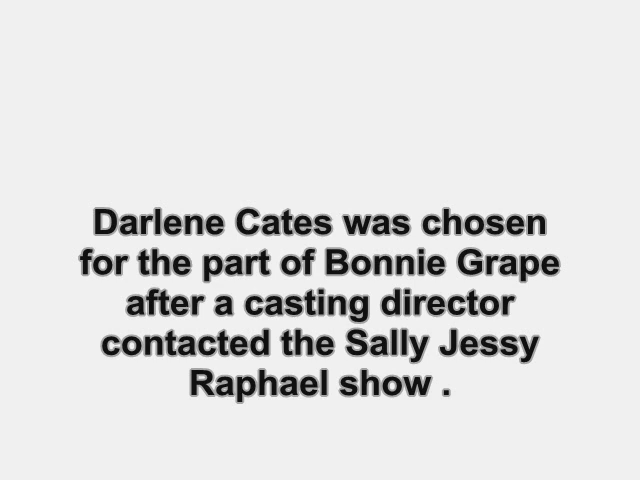 Darlene Cates was chosen
for the part of Bonnie Grape
after a casting director
contacted the Sally Jessy
Raphael show .